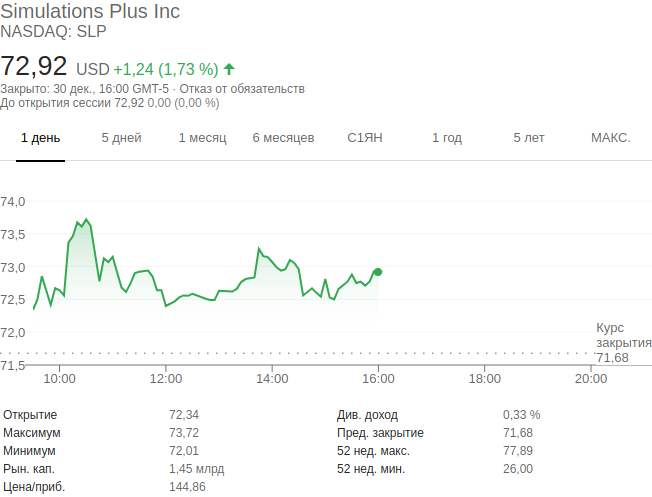 Simulations Plus Inc
NASDAQ: SLP
72,92 USD +1,24 (1,73 %)
Закрыто: 30 дек., 16:00 GMT-5 · Отказ от обязательств
До открытия сессии 72,92 0,00 (0,00 %)
1 день 5 дней 1 месяц 6 месяцев С1ЯН 1 год 5 лет МАКС.
74,0
73,5
73,0
72,5
72,0
Курс
закрытия
71,68
71,5
10:00 12:00 14:00 16:00 18:00 20:00
Открытие 72,34 Див. доход 0,33 %
Максимум 73,72 Пред. закрытие 71,68
Минимум 72,01 52 нед. макс. 77,89
Рын. кап. 1,45 млрд 52 нед. мин. 26,00
Цена/приб. 144,86